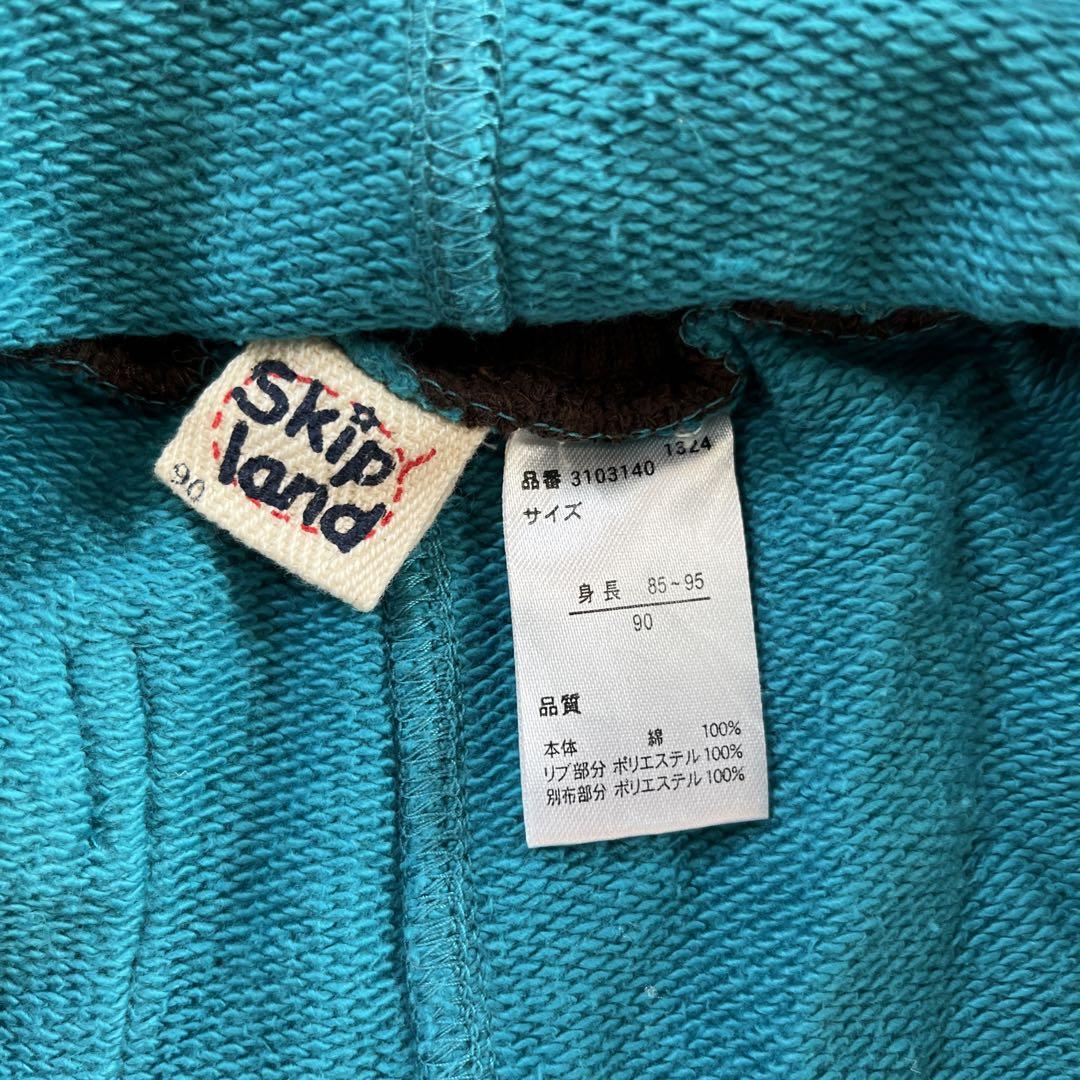 Skip
land
90
1324
品番 3103140
サイズ
身長 85~95
90
品質
本体 綿 100%
リブ部分 ポリエステル 100%
別布部分 ポリエステル 100%